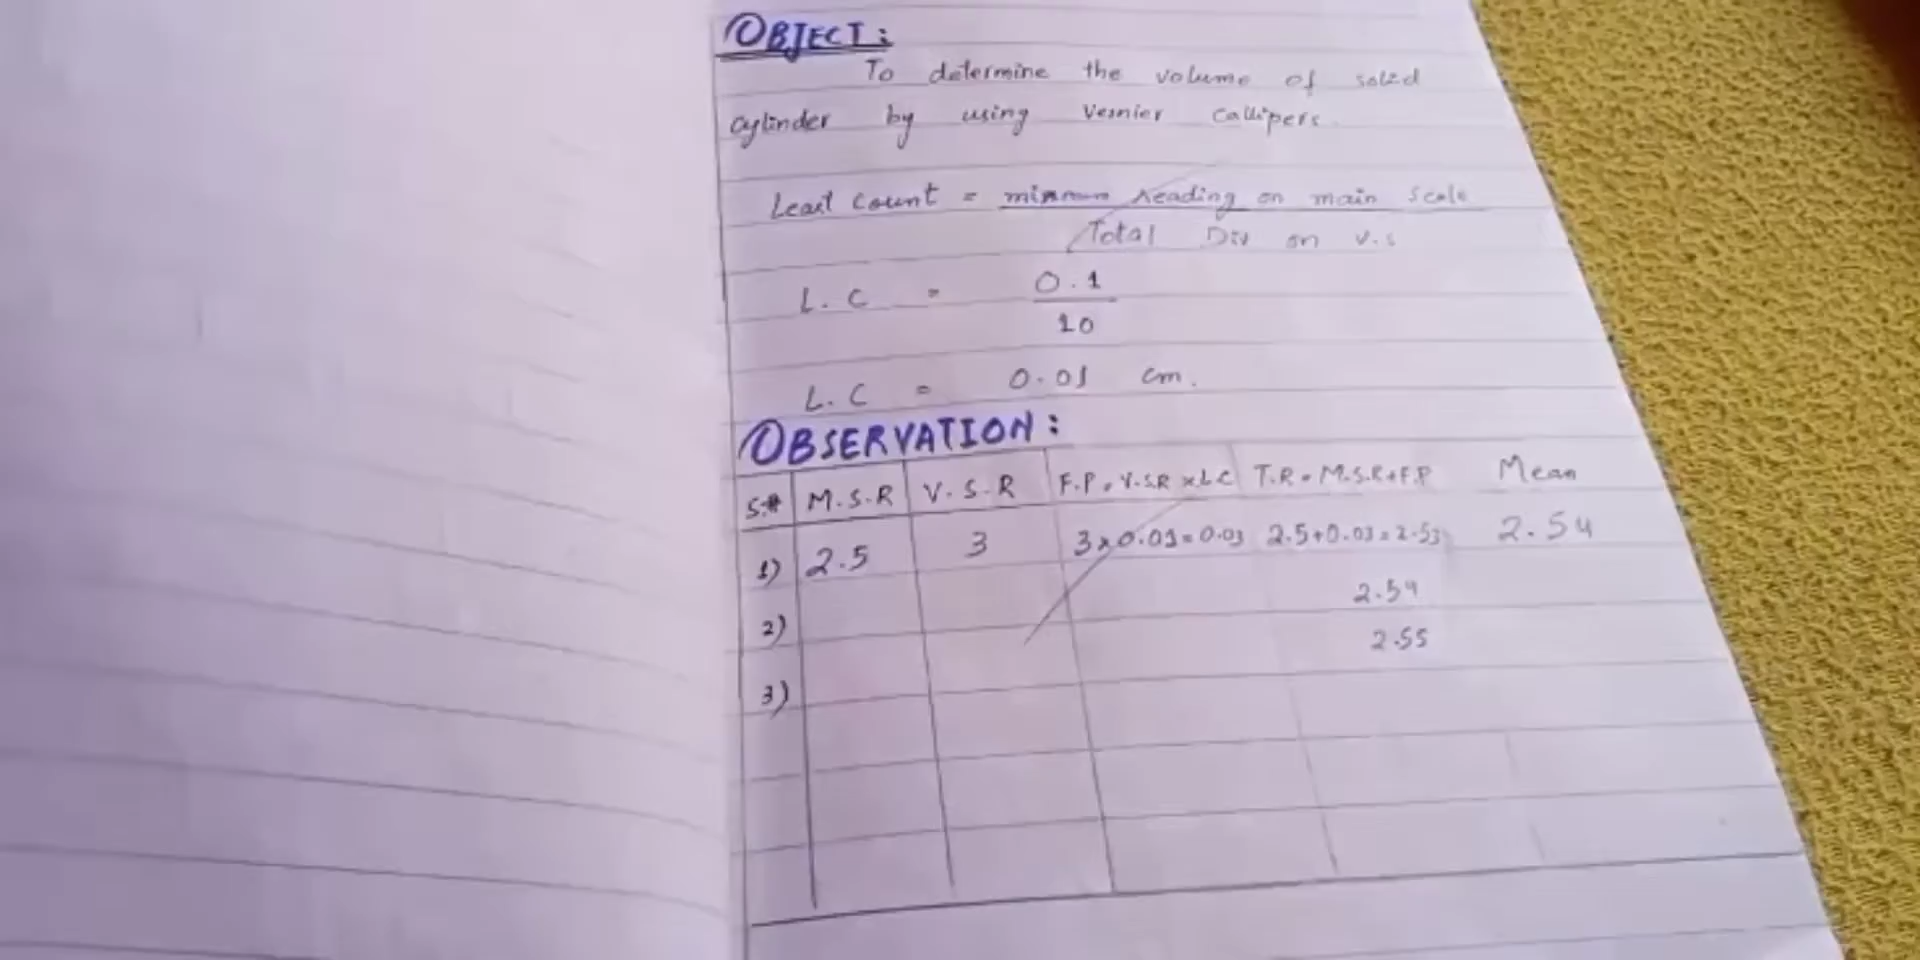 OBJECT:
To determine the volume of solid
cylinder by using Vernier Callipers.
Least Count = minimum reading on main Scale
Total Div on V.S
L.C = 0.1
10
L.C = 0.01 cm.
OBSERVATION:
S.# M.S.R V.S.R F.P = V.S.R x L.C T.R = M.S.R + F.P Mean
1) 2.5 3 3 x 0.01 = 0.03 2.5+0.03 = 2.53 2.54
2) 2.54
3) 2.55